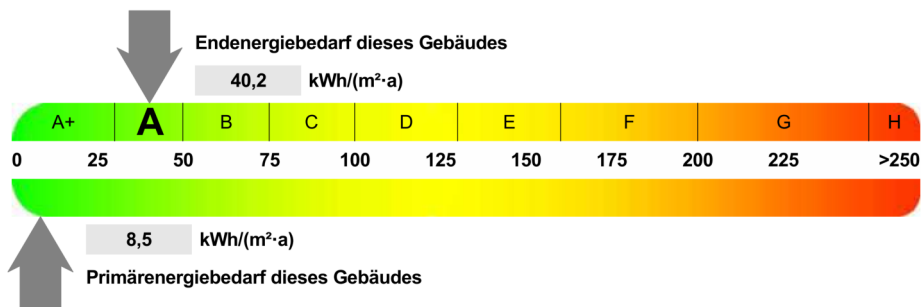 Endenergiebedarf dieses Gebäudes
40,2 kWh/(m²·a)
A+ A B C D E F G H
0 25 50 75 100 125 150 175 200 225 >250
8,5 kWh/(m²·a)
Primärenergiebedarf dieses Gebäudes